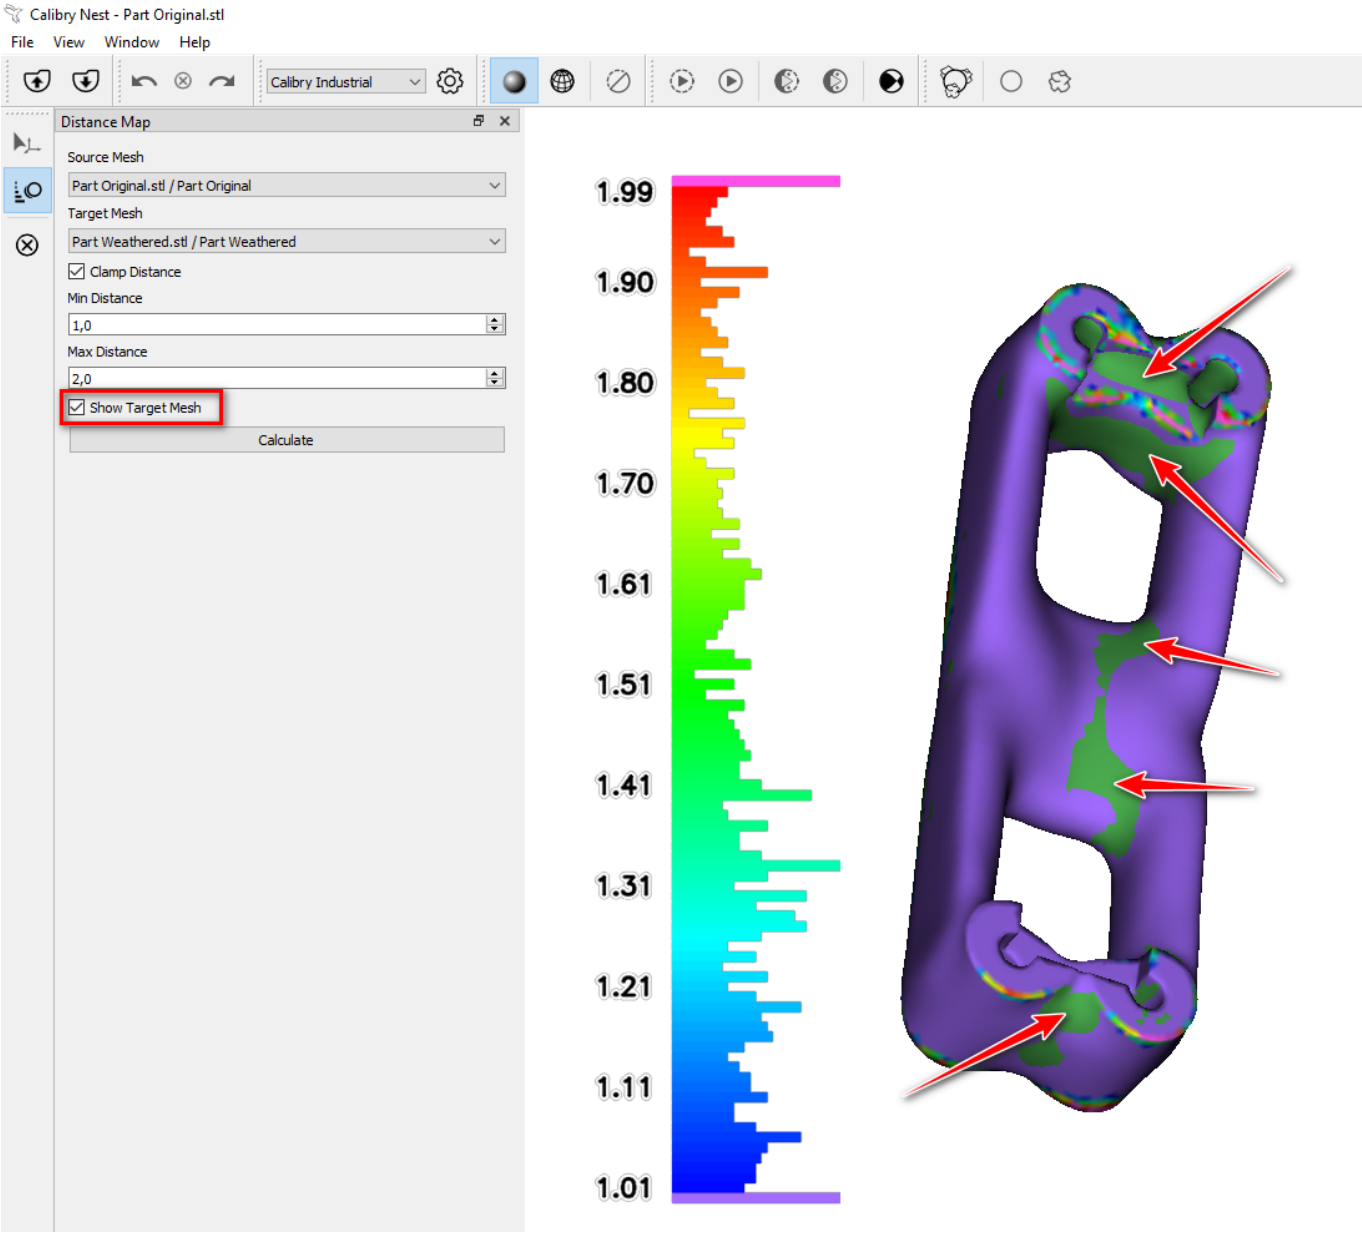 Calibry Nest - Part Original.stl
File View Window Help
Calibry Industrial
Distance Map
Source Mesh
Part Original.stl / Part Original
Target Mesh
Part Weathered.stl / Part Weathered
Clamp Distance
Min Distance
1,0
Max Distance
2,0
Show Target Mesh
Calculate
1.99
1.90
1.80
1.70
1.61
1.51
1.41
1.31
1.21
1.11
1.01